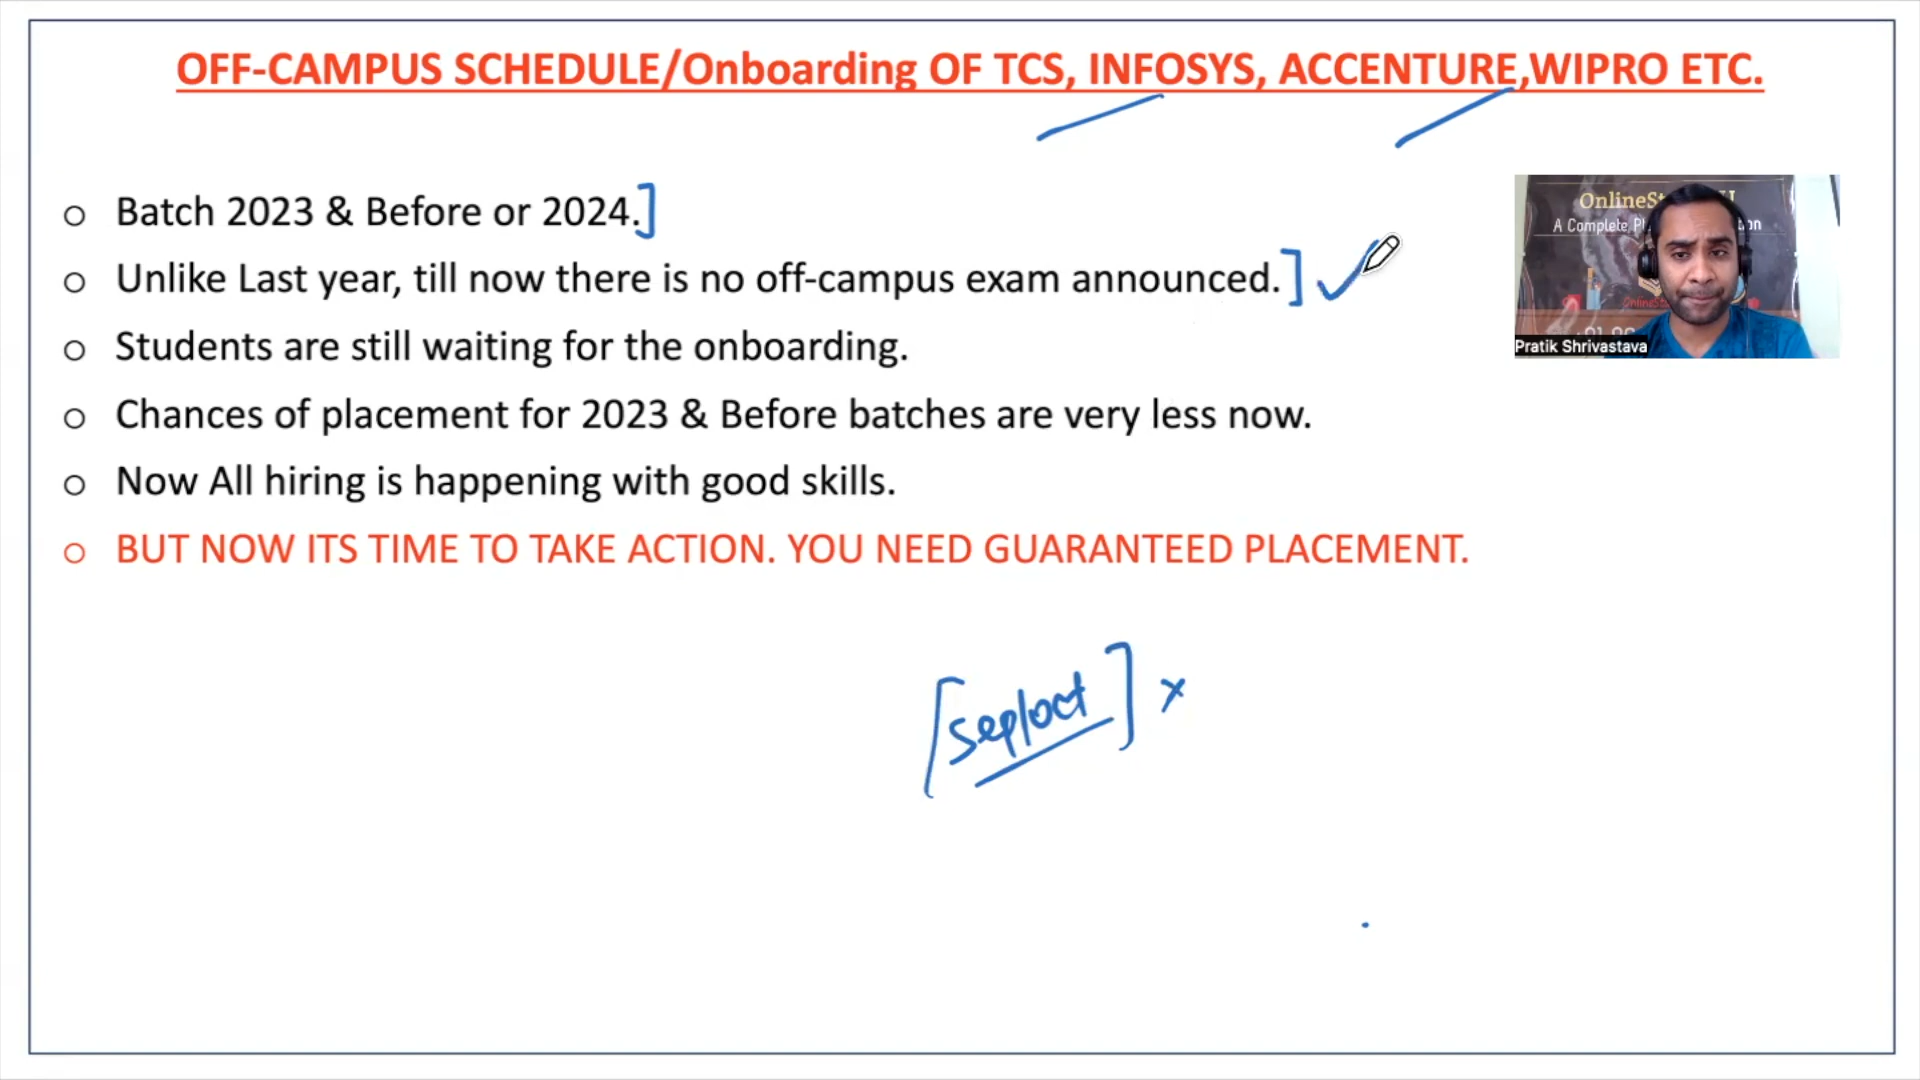 OFF-CAMPUS SCHEDULE/Onboarding OF TCS, INFOSYS, ACCENTURE,WIPRO ETC.
Batch 2023 & Before or 2024.
Unlike Last year, till now there is no off-campus exam announced.
Students are still waiting for the onboarding.
Chances of placement for 2023 & Before batches are very less now.
Now All hiring is happening with good skills.
BUT NOW ITS TIME TO TAKE ACTION. YOU NEED GUARANTEED PLACEMENT.
A Complete
Pratik Shrivastava
[sep/oct] x